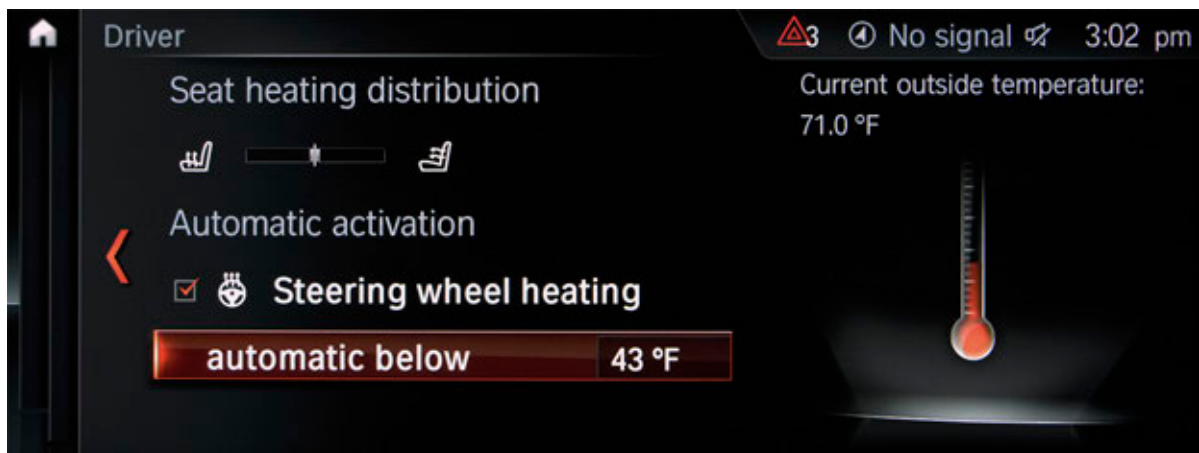 Driver
3 No signal 3:02 pm
Seat heating distribution
Current outside temperature:
71.0 °F
Automatic activation
Steering wheel heating
automatic below 43 °F